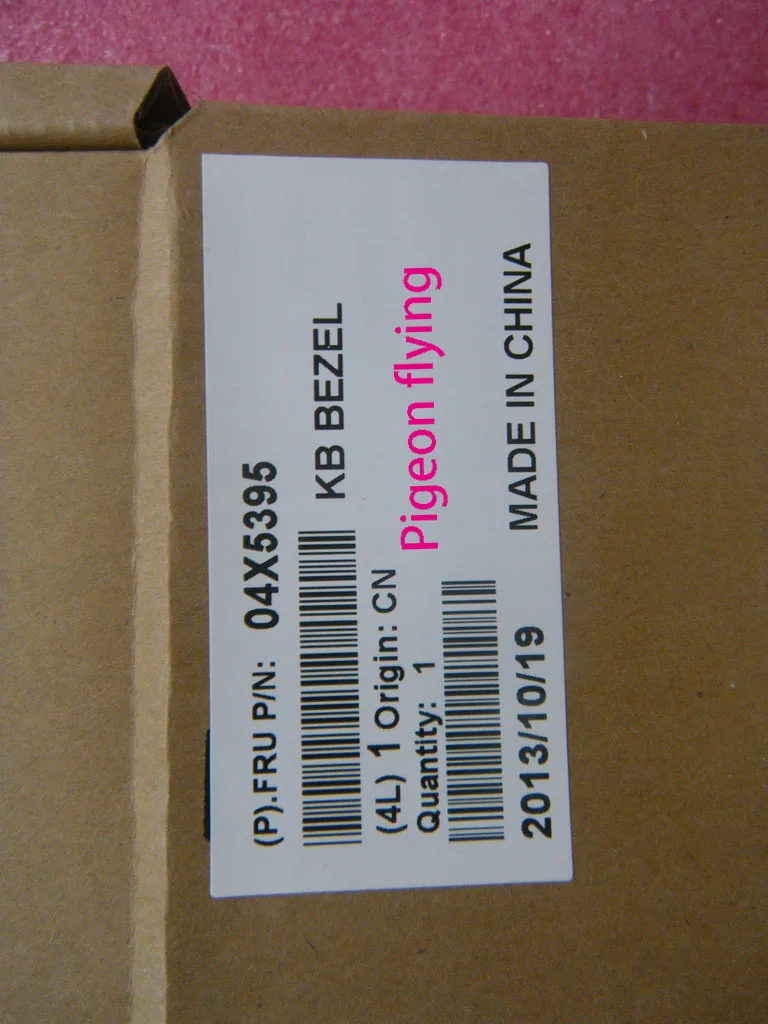 (P).FRU P/N: 04X5395
KB BEZEL
(4L) 1 Origin: CN
Pigeon flying
Quantity: 1
2013/10/19 MADE IN CHINA